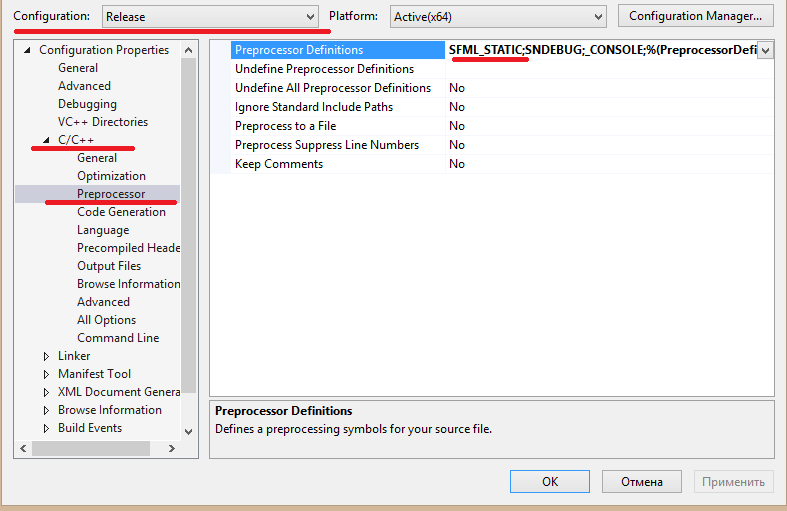 Configuration: Release Platform: Active(x64) Configuration Manager...
Configuration Properties
General
Advanced
Debugging
VC++ Directories
C/C++
General
Optimization
Preprocessor
Code Generation
Language
Precompiled Heade
Output Files
Browse Information
Advanced
All Options
Command Line
Linker
Manifest Tool
XML Document Genera
Browse Information
Build Events
Preprocessor Definitions SFML_STATIC;SNDEBUG;_CONSOLE;%(PreprocessorDefi
Undefine Preprocessor Definitions
Undefine All Preprocessor Definitions No
Ignore Standard Include Paths No
Preprocess to a File No
Preprocess Suppress Line Numbers No
Keep Comments No
Preprocessor Definitions
Defines a preprocessing symbols for your source file.
OK Отмена Применить